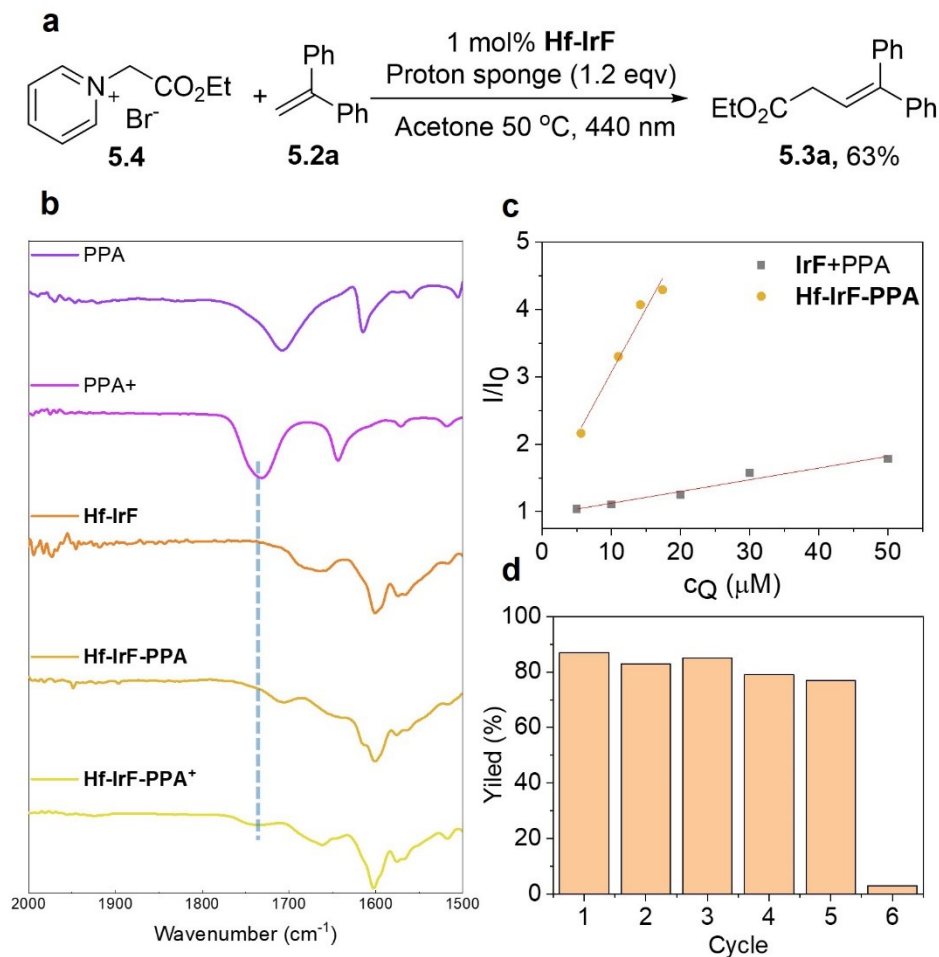 a
N
+
CO₂Et
Br⁻
5.4
+
Ph
Ph
5.2a
1 mol% Hf-IrF
Proton sponge (1.2 eqv)
Acetone 50 °C, 440 nm
EtO₂C
Ph
Ph
5.3a, 63%
b
PPA
PPA+
Hf-IrF
Hf-IrF-PPA
Hf-IrF-PPA⁺
2000 1900 1800 1700 1600 1500
Wavenumber (cm⁻¹)
c
I/I₀
5
4
3
2
1
IrF+PPA
Hf-IrF-PPA
0 10 20 30 40 50
cQ (μM)
d
Yiled (%)
100
80
60
40
20
0
1 2 3 4 5 6
Cycle